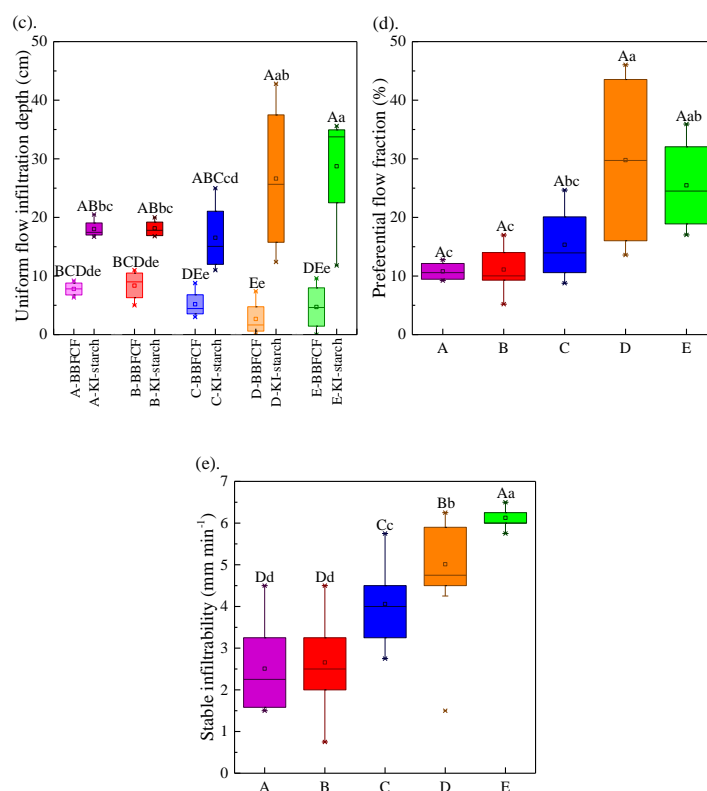 (c).
Uniform flow infiltration depth (cm)
50
40
30
20
10
0
BCDde
ABbc
BCDde
ABbc
DEe
ABCcd
Ee
Aab
DEe
Aa
A-BBFCF
A-KI-starch
B-BBFCF
B-KI-starch
C-BBFCF
C-KI-starch
D-BBFCF
D-KI-starch
E-BBFCF
E-KI-starch
(d).
Preferential flow fraction (%)
50
40
30
20
10
0
Ac
Ac
Abc
Aa
Aab
A
B
C
D
E
(e).
Stable infiltrability (mm min⁻¹)
7
6
5
4
3
2
1
0
Dd
Dd
Cc
Bb
Aa
A
B
C
D
E